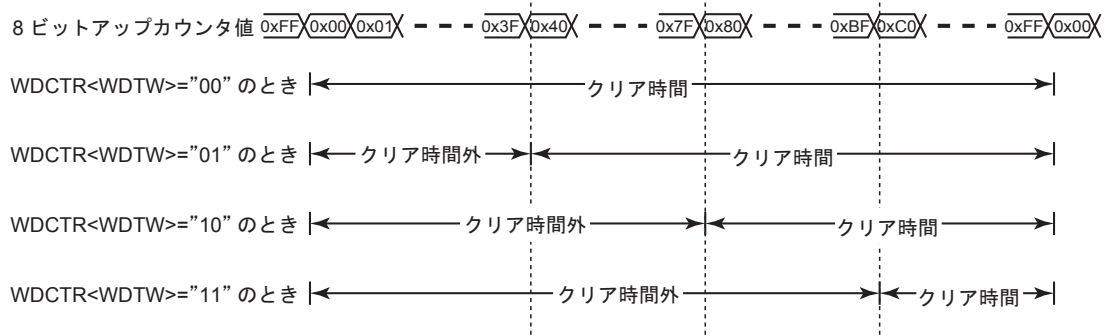 8 ビットアップカウンタ値 0xFF 0x00 0x01 0x3F 0x40 0x7F 0x80 0xBF 0xC0 0xFF 0x00
WDCTR<WDTW>=”00” のとき クリア時間
WDCTR<WDTW>=”01” のとき クリア時間外 クリア時間
WDCTR<WDTW>=”10” のとき クリア時間外 クリア時間
WDCTR<WDTW>=”11” のとき クリア時間外 クリア時間